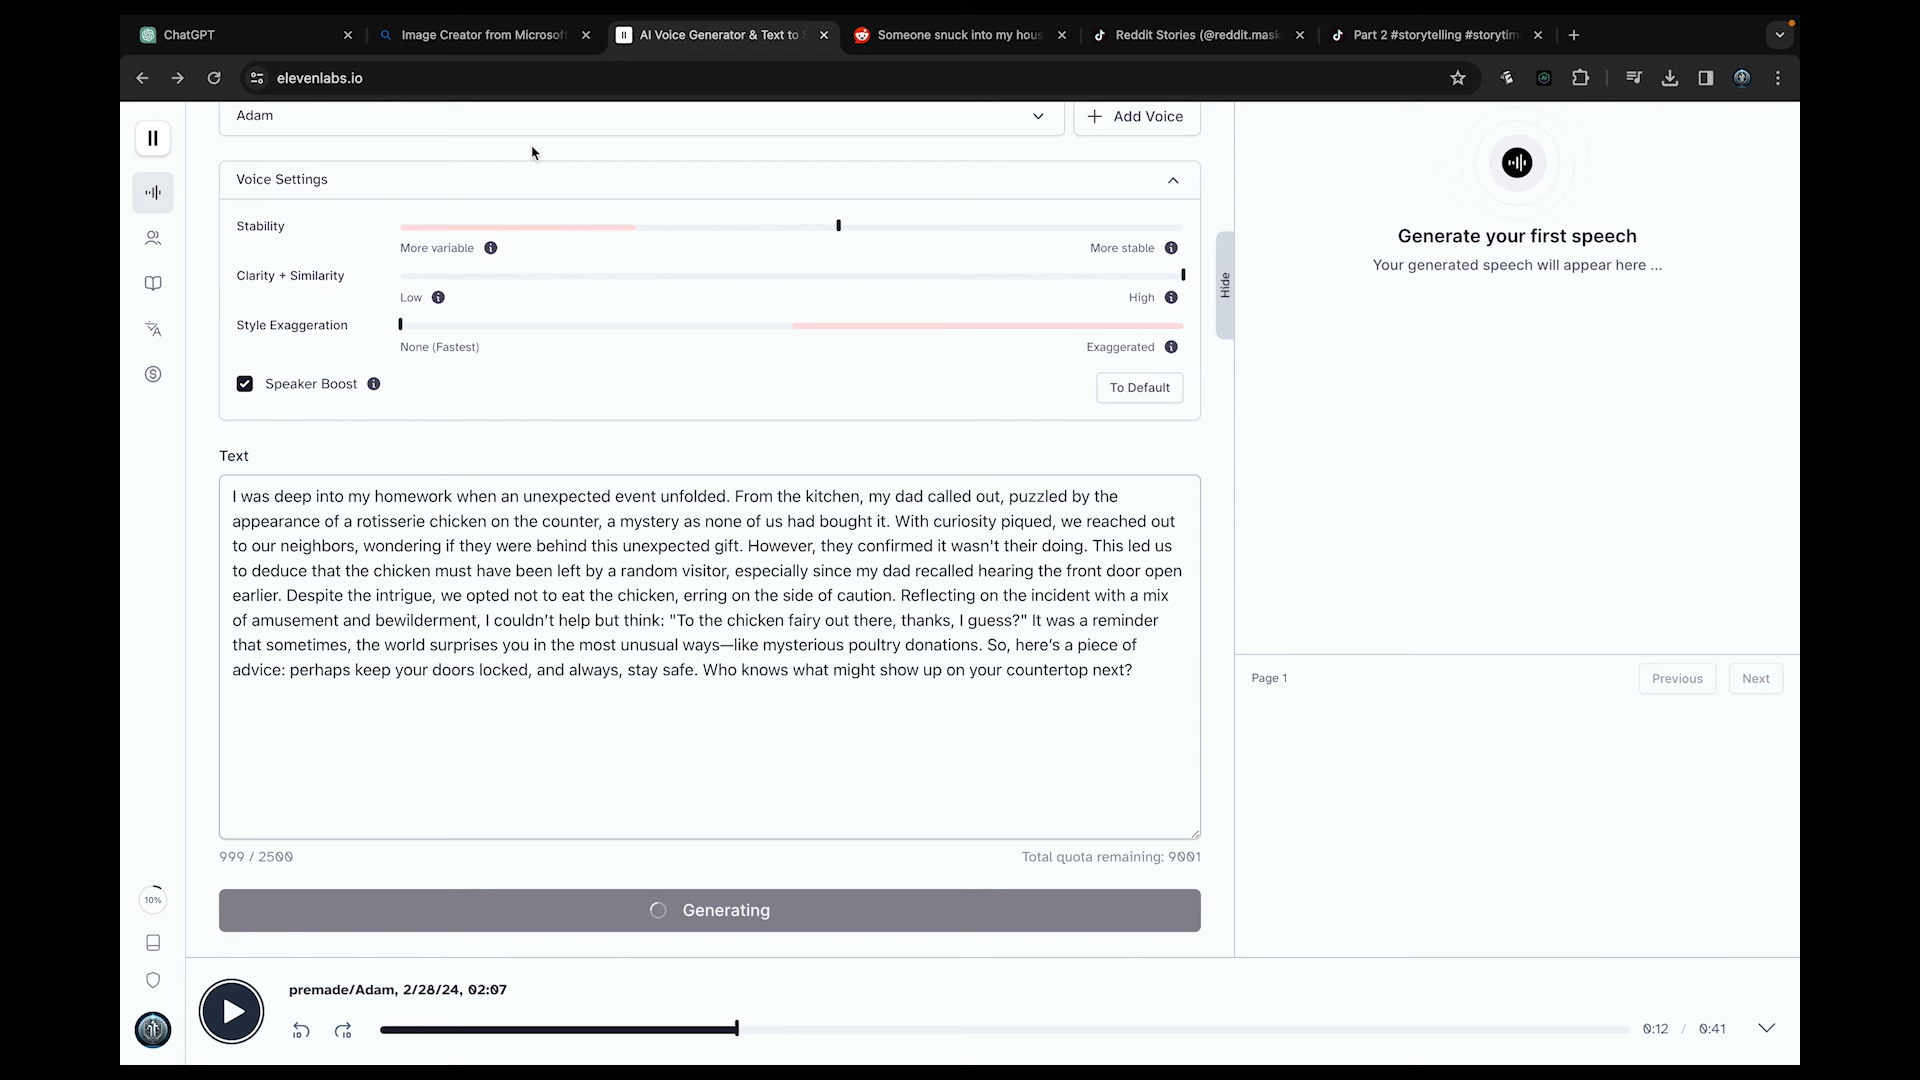 ChatGPT
Image Creator from Microsoft
AI Voice Generator & Text to S
Someone snuck into my hous
Reddit Stories (@reddit.mask
Part 2 #storytelling #storytim
elevenlabs.io
Adam
Add Voice
Voice Settings
Stability
More variable
More stable
Clarity + Similarity
Low
High
Style Exaggeration
None (Fastest)
Exaggerated
Speaker Boost
To Default
Hide
Generate your first speech
Your generated speech will appear here ...
Text
I was deep into my homework when an unexpected event unfolded. From the kitchen, my dad called out, puzzled by the
appearance of a rotisserie chicken on the counter, a mystery as none of us had bought it. With curiosity piqued, we reached out
to our neighbors, wondering if they were behind this unexpected gift. However, they confirmed it wasn't their doing. This led us
to deduce that the chicken must have been left by a random visitor, especially since my dad recalled hearing the front door open
earlier. Despite the intrigue, we opted not to eat the chicken, erring on the side of caution. Reflecting on the incident with a mix
of amusement and bewilderment, I couldn't help but think: "To the chicken fairy out there, thanks, I guess?" It was a reminder
that sometimes, the world surprises you in the most unusual ways—like mysterious poultry donations. So, here's a piece of
advice: perhaps keep your doors locked, and always, stay safe. Who knows what might show up on your countertop next?
Page 1
Previous
Next
999 / 2500
Total quota remaining: 9001
10%
Generating
premade/Adam, 2/28/24, 02:07
10
10
0:12 / 0:41